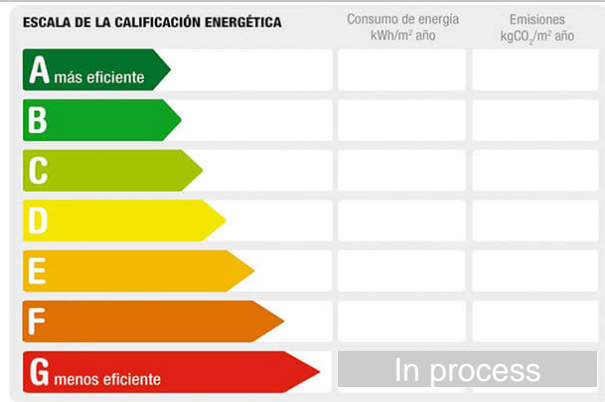 ESCALA DE LA CALIFICACIÓN ENERGÉTICA
Consumo de energía
kWh/m² año
Emisiones
kgCO₂/m² año
A más eficiente
B
C
D
E
F
G menos eficiente
In process